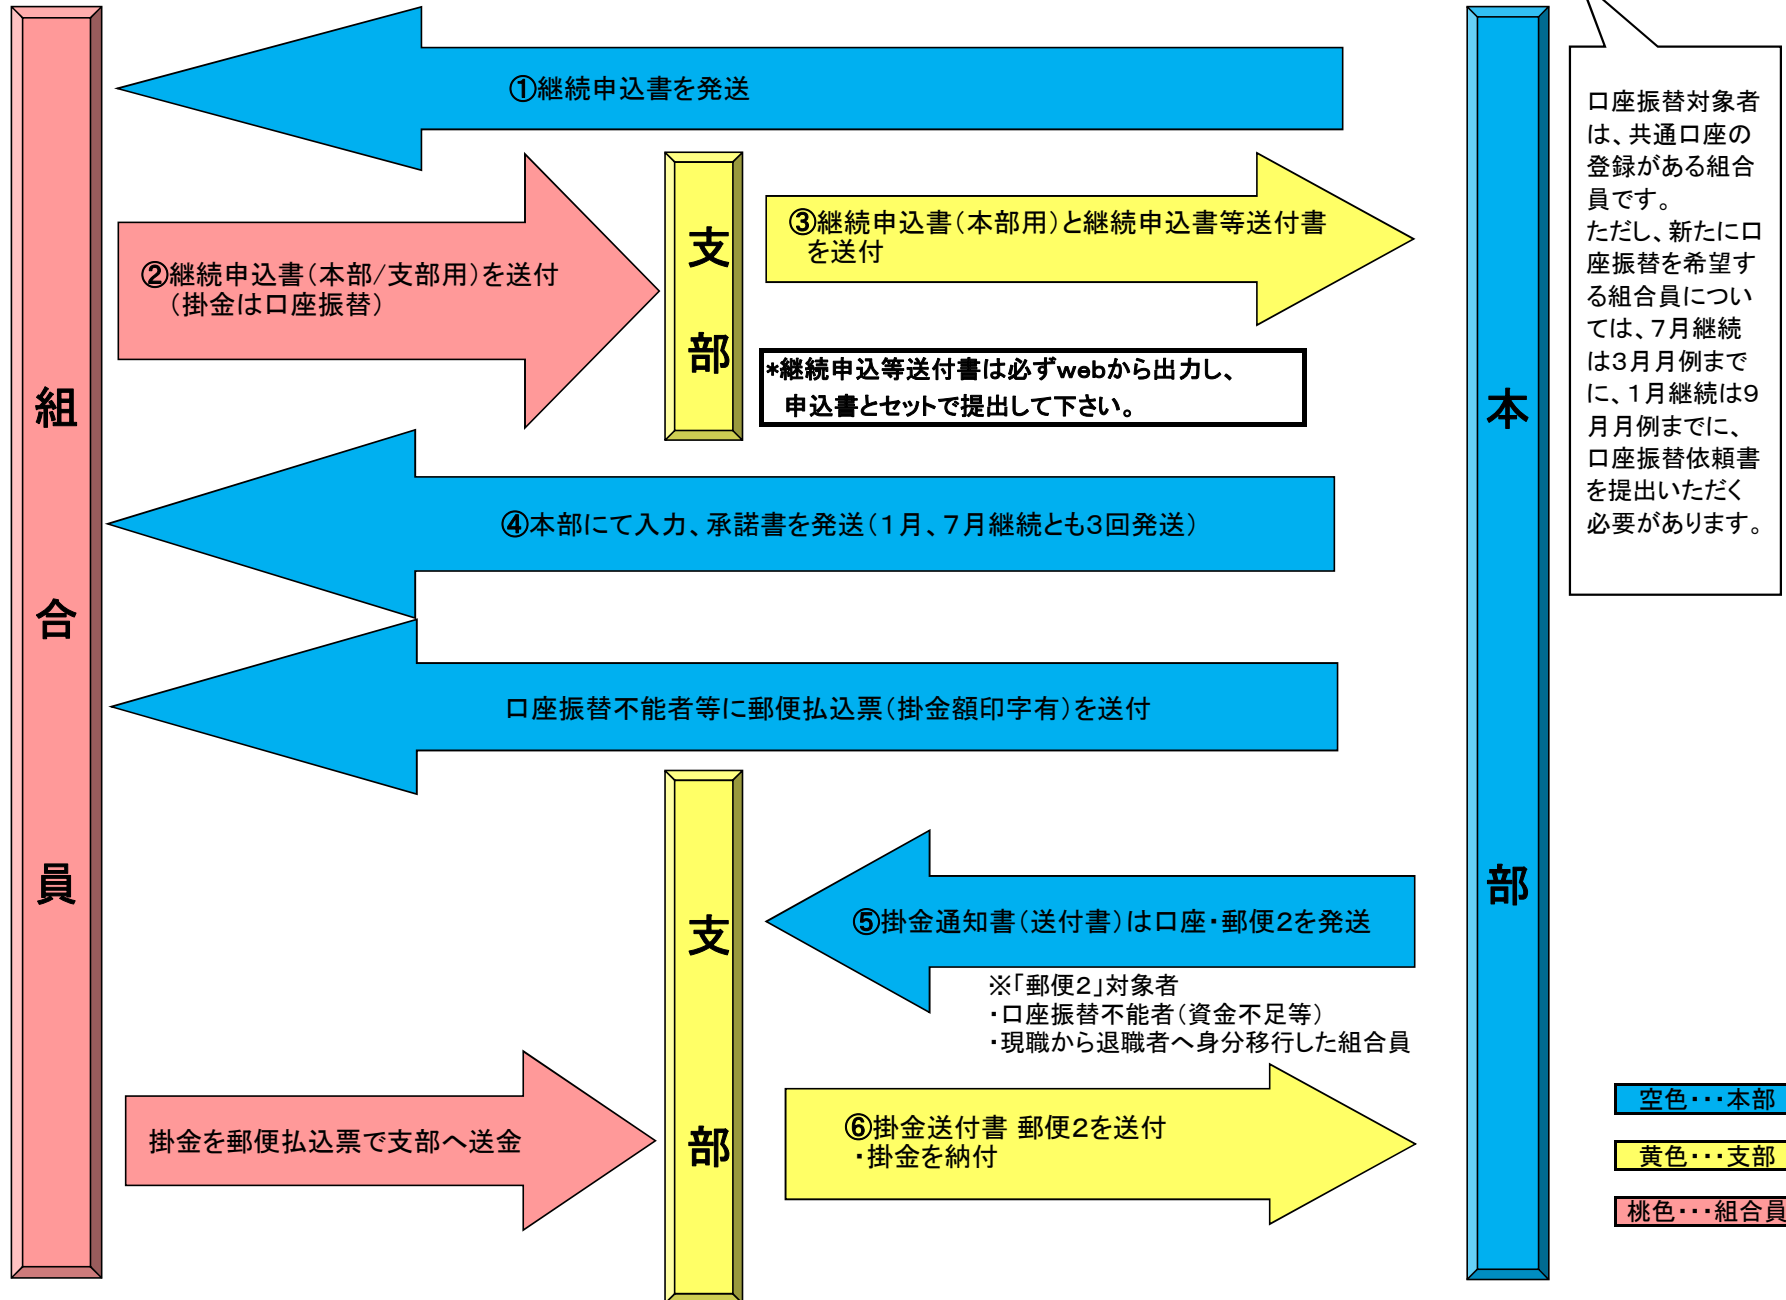 ①継続申込書を発送
②継続申込書(本部/支部用)を送付
(掛金は口座振替)
支
部
③継続申込書(本部用)と継続申込書等送付書
を送付
*継続申込等送付書は必ずwebから出力し、
申込書とセットで提出して下さい。
④本部にて入力、承諾書を発送(1月、7月継続とも3回発送)
口座振替不能者等に郵便払込票(掛金額印字有)を送付
支
部
⑤掛金通知書(送付書)は口座・郵便2を発送
※「郵便2」対象者
・口座振替不能者(資金不足等)
・現職から退職者へ身分移行した組合員
掛金を郵便払込票で支部へ送金
⑥掛金送付書 郵便2を送付
・掛金を納付
組
合
員
本
部
口座振替対象者
は、共通口座の
登録がある組合
員です。
ただし、新たに口
座振替を希望す
る組合員につい
ては、7月継続
は3月月例まで
に、1月継続は9
月月例までに、
口座振替依頼書
を提出いただく
必要があります。
空色・・・本部
黄色・・・支部
桃色・・・組合員